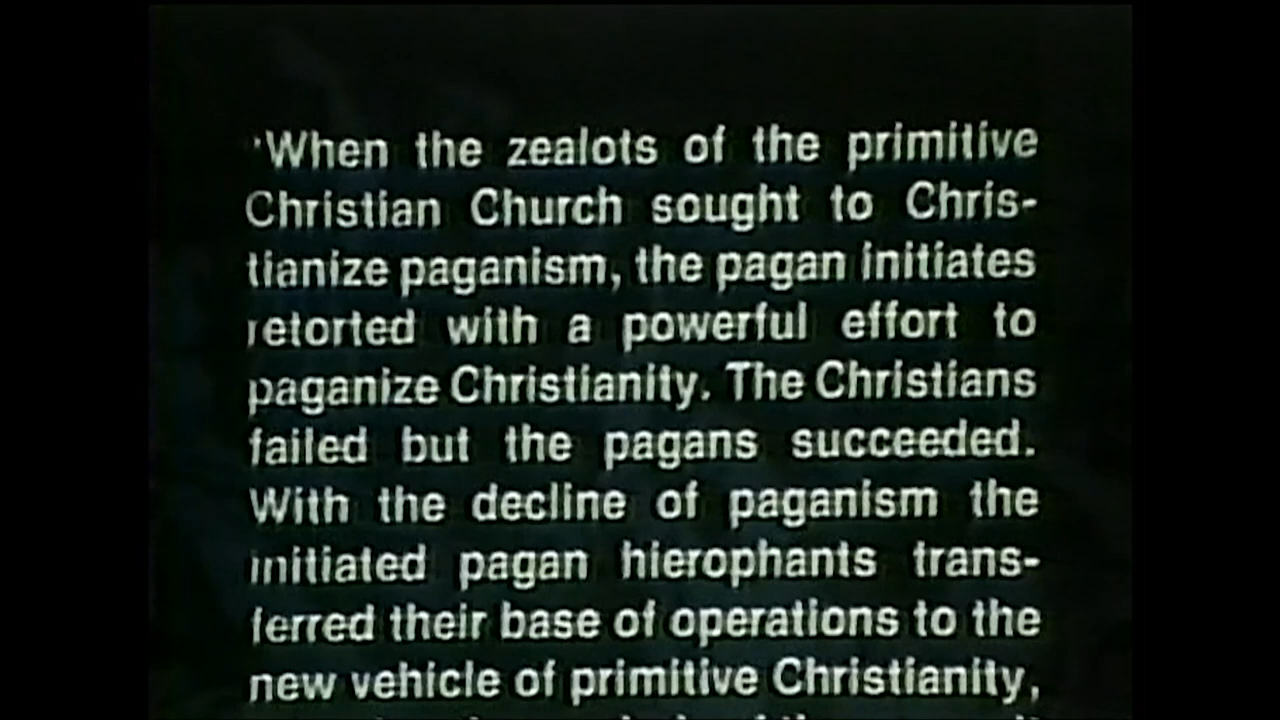 'When the zealots of the primitive
Christian Church sought to Chris-
tianize paganism, the pagan initiates
retorted with a powerful effort to
paganize Christianity. The Christians
failed but the pagans succeeded.
With the decline of paganism the
initiated pagan hierophants trans-
ferred their base of operations to the
new vehicle of primitive Christianity,